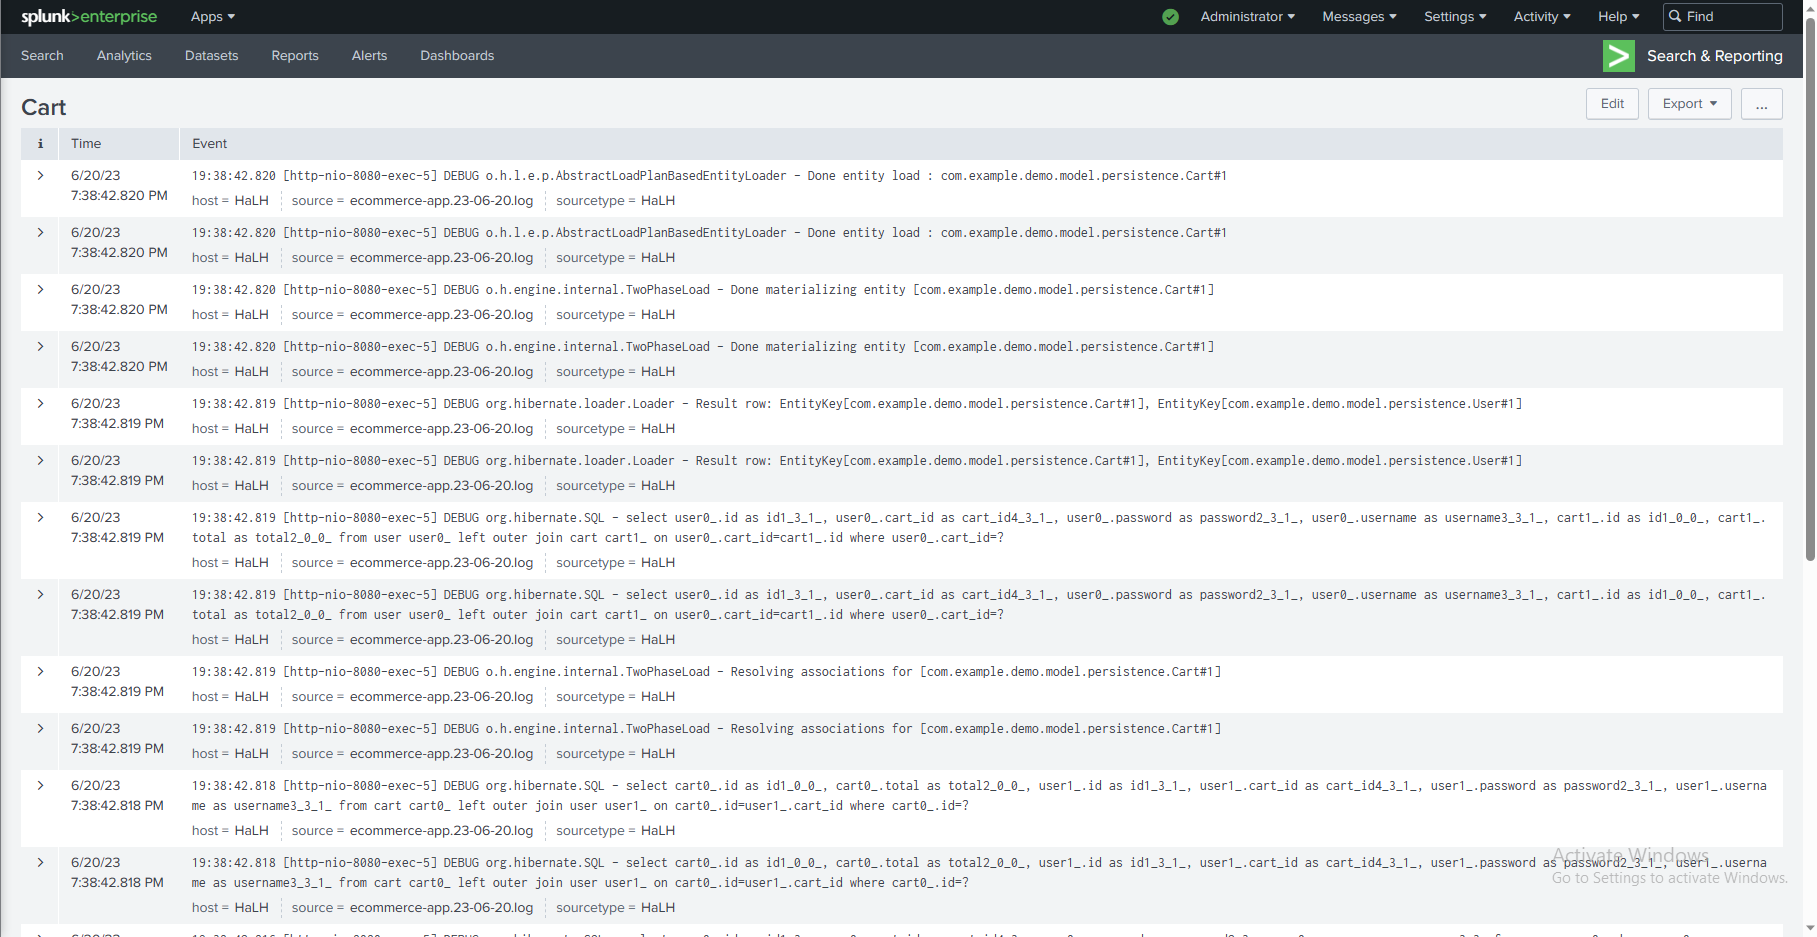 splunk>enterprise Apps Administrator Messages Settings Activity Help Find
Search Analytics Datasets Reports Alerts Dashboards Search & Reporting
Cart Edit Export ...
i Time Event
6/20/23 19:38:42.820 [http-nio-8080-exec-5] DEBUG o.h.l.e.p.AbstractLoadPlanBasedEntityLoader - Done entity load : com.example.demo.model.persistence.Cart#1
7:38:42.820 PM host = HaLH source = ecommerce-app.23-06-20.log sourcetype = HaLH
6/20/23 19:38:42.820 [http-nio-8080-exec-5] DEBUG o.h.l.e.p.AbstractLoadPlanBasedEntityLoader - Done entity load : com.example.demo.model.persistence.Cart#1
7:38:42.820 PM host = HaLH source = ecommerce-app.23-06-20.log sourcetype = HaLH
6/20/23 19:38:42.820 [http-nio-8080-exec-5] DEBUG o.h.engine.internal.TwoPhaseLoad - Done materializing entity [com.example.demo.model.persistence.Cart#1]
7:38:42.820 PM host = HaLH source = ecommerce-app.23-06-20.log sourcetype = HaLH
6/20/23 19:38:42.820 [http-nio-8080-exec-5] DEBUG o.h.engine.internal.TwoPhaseLoad - Done materializing entity [com.example.demo.model.persistence.Cart#1]
7:38:42.820 PM host = HaLH source = ecommerce-app.23-06-20.log sourcetype = HaLH
6/20/23 19:38:42.819 [http-nio-8080-exec-5] DEBUG org.hibernate.loader.Loader - Result row: EntityKey[com.example.demo.model.persistence.Cart#1], EntityKey[com.example.demo.model.persistence.User#1]
7:38:42.819 PM host = HaLH source = ecommerce-app.23-06-20.log sourcetype = HaLH
6/20/23 19:38:42.819 [http-nio-8080-exec-5] DEBUG org.hibernate.loader.Loader - Result row: EntityKey[com.example.demo.model.persistence.Cart#1], EntityKey[com.example.demo.model.persistence.User#1]
7:38:42.819 PM host = HaLH source = ecommerce-app.23-06-20.log sourcetype = HaLH
6/20/23 19:38:42.819 [http-nio-8080-exec-5] DEBUG org.hibernate.SQL - select user0_.id as id1_3_1_, user0_.cart_id as cart_id4_3_1_, user0_.password as password2_3_1_, user0_.username as username3_3_1_, cart1_.id as id1_0_0_, cart1_.
7:38:42.819 PM total as total2_0_0_ from user user0_ left outer join cart cart1_ on user0_.cart_id=cart1_.id where user0_.cart_id=?
host = HaLH source = ecommerce-app.23-06-20.log sourcetype = HaLH
6/20/23 19:38:42.819 [http-nio-8080-exec-5] DEBUG org.hibernate.SQL - select user0_.id as id1_3_1_, user0_.cart_id as cart_id4_3_1_, user0_.password as password2_3_1_, user0_.username as username3_3_1_, cart1_.id as id1_0_0_, cart1_.
7:38:42.819 PM total as total2_0_0_ from user user0_ left outer join cart cart1_ on user0_.cart_id=cart1_.id where user0_.cart_id=?
host = HaLH source = ecommerce-app.23-06-20.log sourcetype = HaLH
6/20/23 19:38:42.819 [http-nio-8080-exec-5] DEBUG o.h.engine.internal.TwoPhaseLoad - Resolving associations for [com.example.demo.model.persistence.Cart#1]
7:38:42.819 PM host = HaLH source = ecommerce-app.23-06-20.log sourcetype = HaLH
6/20/23 19:38:42.819 [http-nio-8080-exec-5] DEBUG o.h.engine.internal.TwoPhaseLoad - Resolving associations for [com.example.demo.model.persistence.Cart#1]
7:38:42.819 PM host = HaLH source = ecommerce-app.23-06-20.log sourcetype = HaLH
6/20/23 19:38:42.818 [http-nio-8080-exec-5] DEBUG org.hibernate.SQL - select cart0_.id as id1_0_0_, cart0_.total as total2_0_0_, user1_.id as id1_3_1_, user1_.cart_id as cart_id4_3_1_, user1_.password as password2_3_1_, user1_.userna
7:38:42.818 PM me as username3_3_1_ from cart cart0_ left outer join user user1_ on cart0_.id=user1_.cart_id where cart0_.id=?
host = HaLH source = ecommerce-app.23-06-20.log sourcetype = HaLH
6/20/23 19:38:42.818 [http-nio-8080-exec-5] DEBUG org.hibernate.SQL - select cart0_.id as id1_0_0_, cart0_.total as total2_0_0_, user1_.id as id1_3_1_, user1_.cart_id as cart_id4_3_1_, user1_.password as password2_3_1_, user1_.userna
7:38:42.818 PM me as username3_3_1_ from cart cart0_ left outer join user user1_ on cart0_.id=user1_.cart_id where cart0_.id=?
host = HaLH source = ecommerce-app.23-06-20.log sourcetype = HaLH
Activate Windows
Go to Settings to activate Windows.